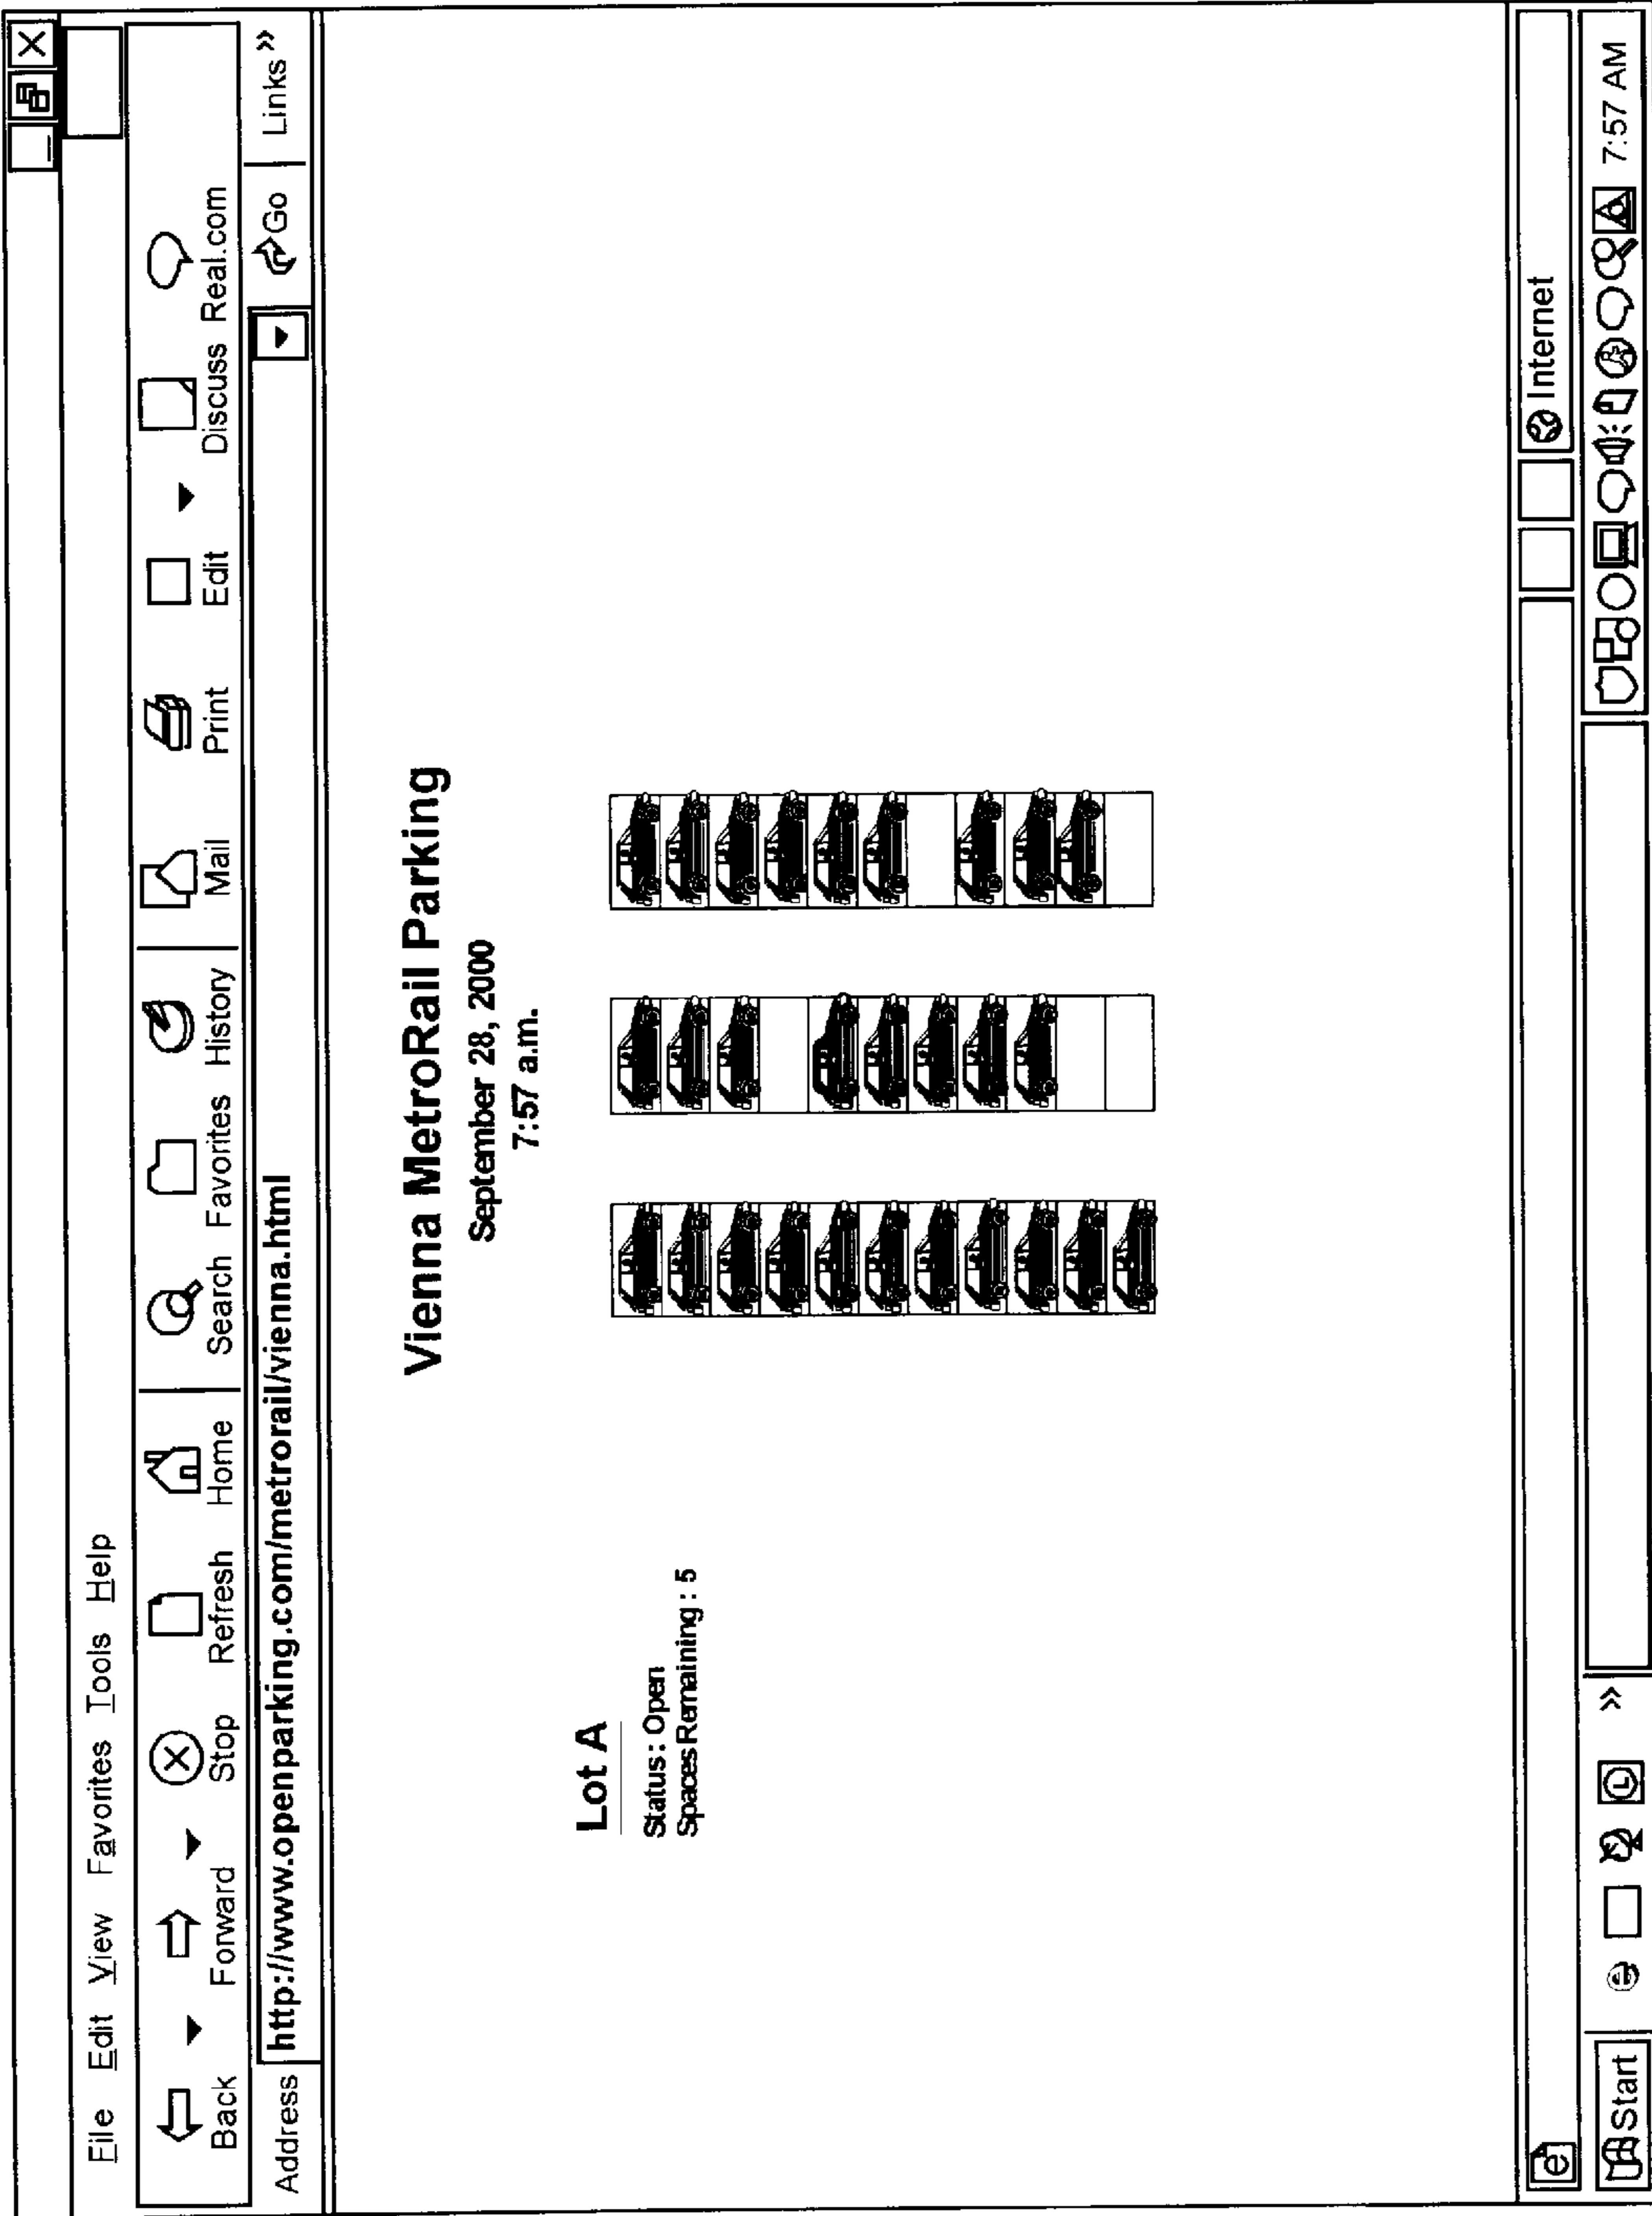 File Edit View Favorites Tools Help
Back Forward Stop Refresh Home Search Favorites History Mail Print Edit Discuss Real.com
Address http://www.openparking.com/metrorail/vienna.html Go Links »
Vienna MetroRail Parking
September 28, 2000
7:57 a.m.
Lot A
Status : Open
Spaces Remaining : 5
Internet
Start » 7:57 AM